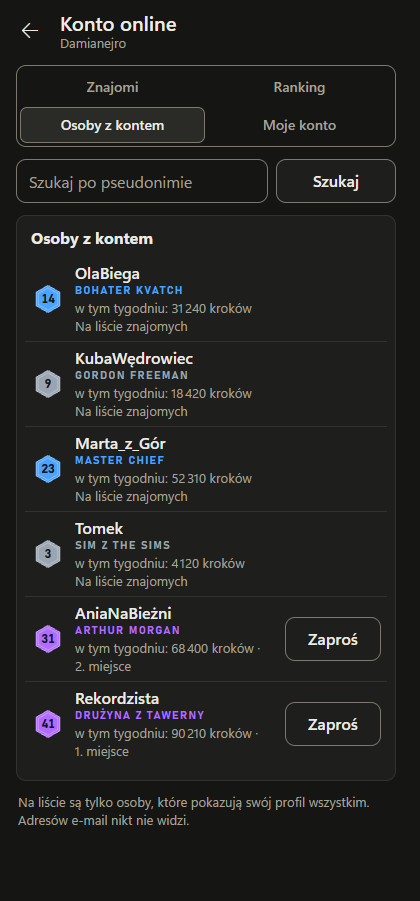 Konto online
Damianejro
Znajomi
Ranking
Osoby z kontem
Moje konto
Szukaj po pseudonimie
Szukaj
Osoby z kontem
14
OlaBiega
BOHATER KVATCH
w tym tygodniu: 31 240 kroków
Na liście znajomych
9
KubaWędrowiec
GORDON FREEMAN
w tym tygodniu: 18 420 kroków
Na liście znajomych
23
Marta_z_Gór
MASTER CHIEF
w tym tygodniu: 52 310 kroków
Na liście znajomych
3
Tomek
SIM Z THE SIMS
w tym tygodniu: 4120 kroków
Na liście znajomych
31
AniaNaBieżni
ARTHUR MORGAN
w tym tygodniu: 68 400 kroków ·
2. miejsce
Zaproś
41
Rekordzista
DRUŻYNA Z TAWERNY
w tym tygodniu: 90 210 kroków ·
1. miejsce
Zaproś
Na liście są tylko osoby, które pokazują swój profil wszystkim.
Adresów e-mail nikt nie widzi.